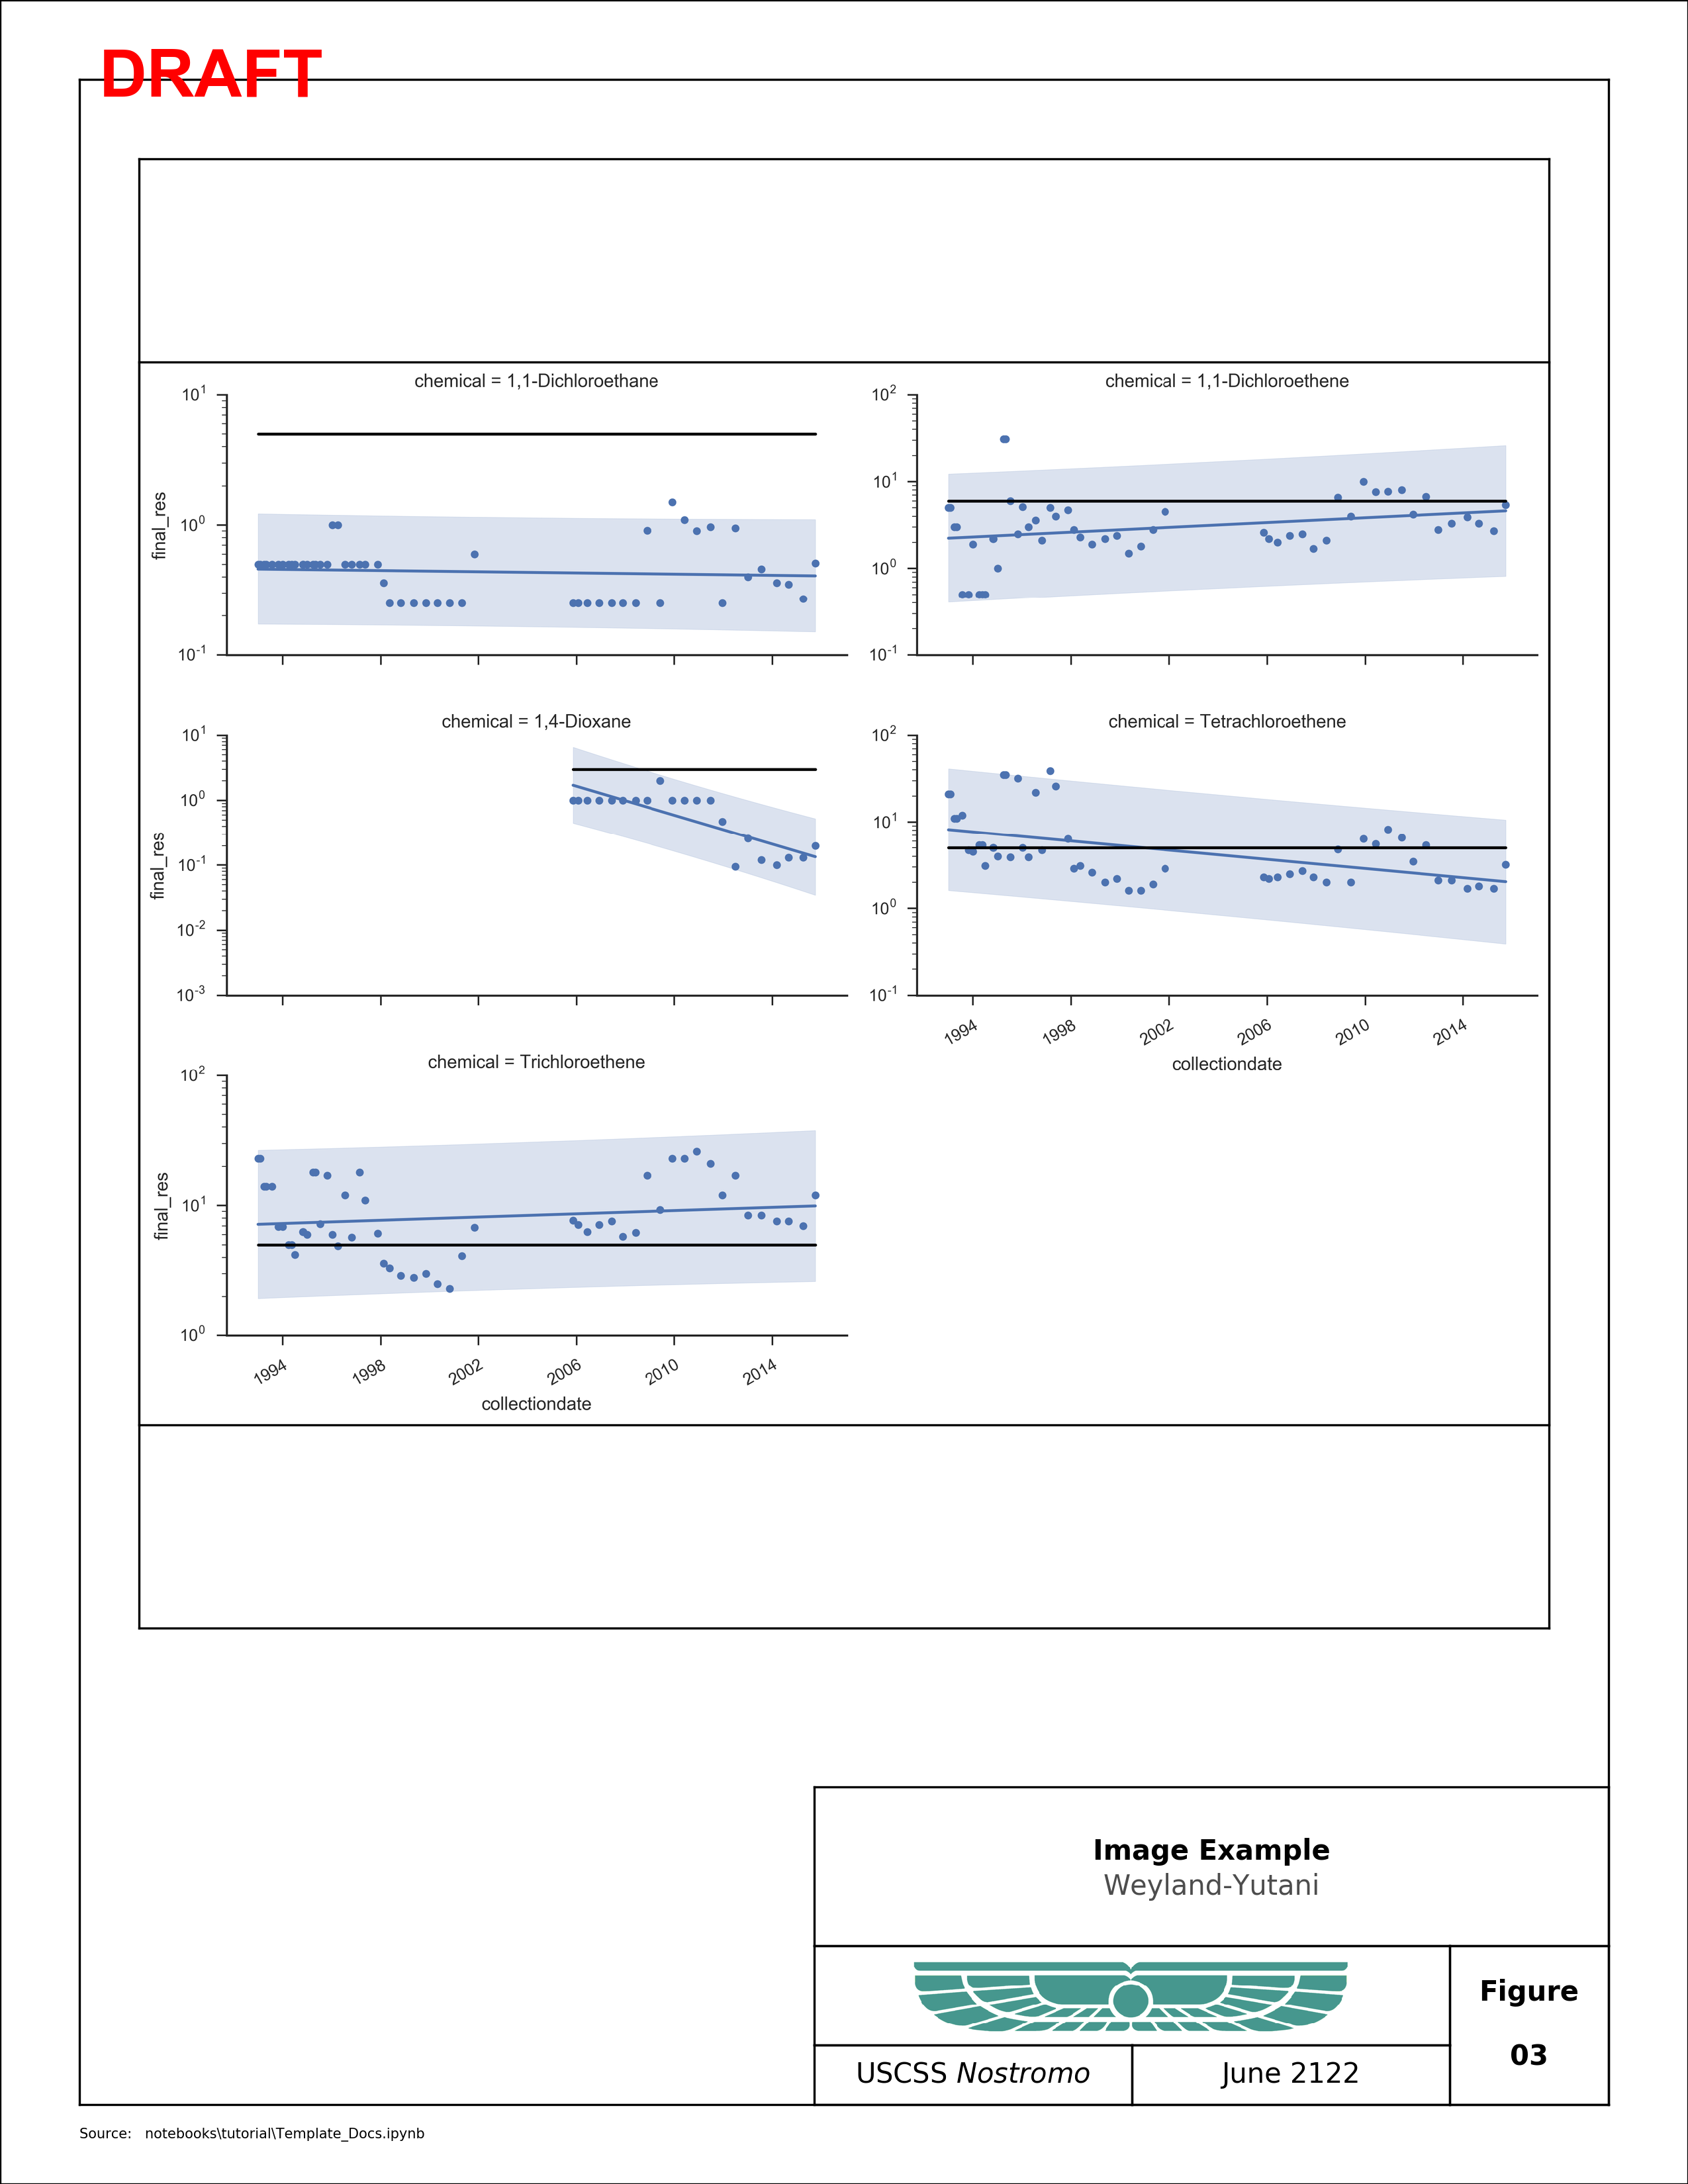 DRAFT
chemical = 1,1-Dichloroethane
10^1
10^0
10^-1
final_res
chemical = 1,1-Dichloroethene
10^2
10^1
10^0
10^-1
chemical = 1,4-Dioxane
10^1
10^0
10^-1
10^-2
10^-3
final_res
chemical = Tetrachloroethene
10^2
10^1
10^0
10^-1
1994 1998 2002 2006 2010 2014
collectiondate
chemical = Trichloroethene
10^2
10^1
10^0
final_res
1994 1998 2002 2006 2010 2014
collectiondate
Image Example
Weyland-Yutani
Figure
03
USCSS Nostromo
June 2122
Source: notebooks\tutorial\Template_Docs.ipynb